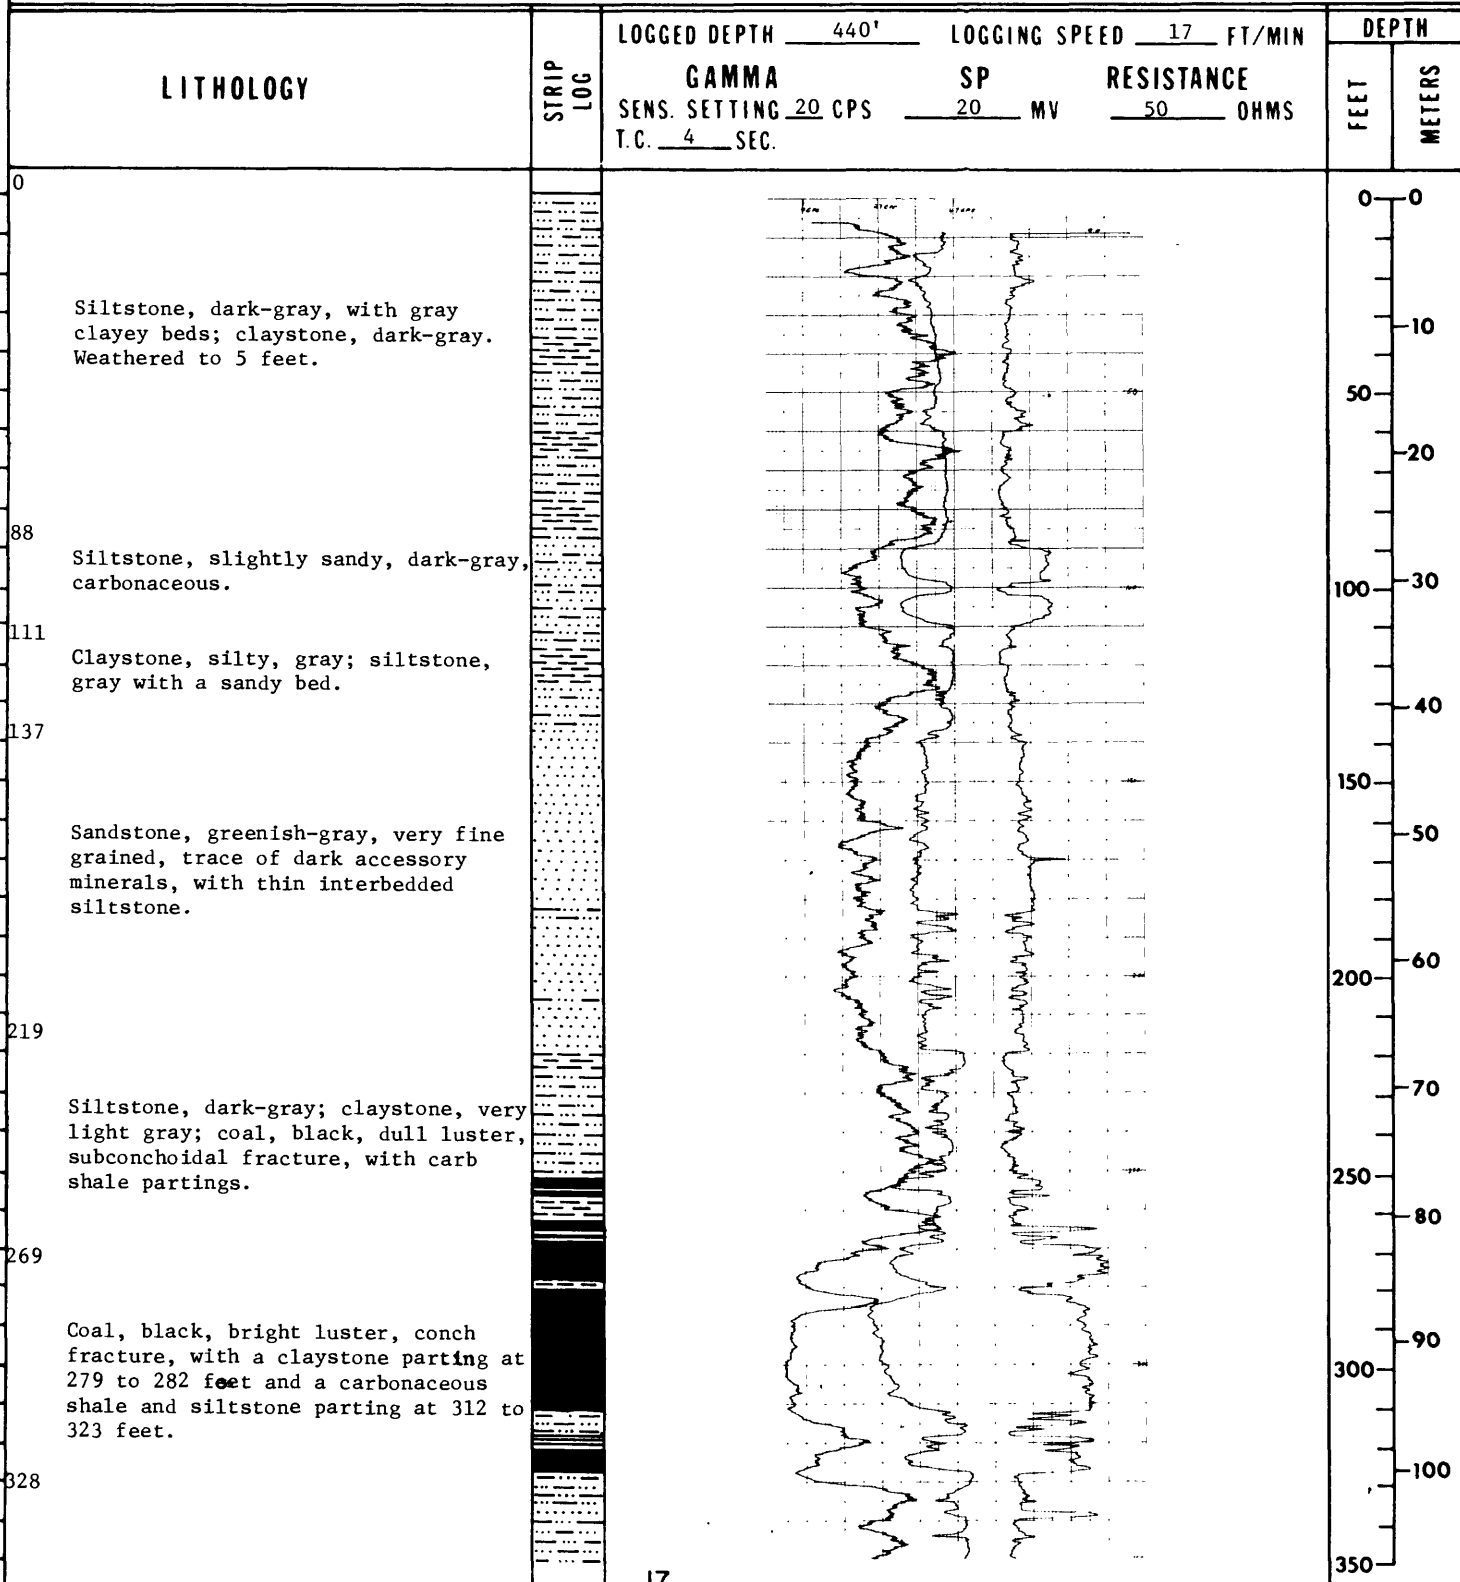 LITHOLOGY
STRIP LOG
LOGGED DEPTH 440' LOGGING SPEED 17 FT/MIN
GAMMA SP RESISTANCE
SENS. SETTING 20 CPS 20 MV 50 OHMS
T.C. 4 SEC.
DEPTH
FEET METERS
0
Siltstone, dark-gray, with gray
clayey beds; claystone, dark-gray.
Weathered to 5 feet.
88
Siltstone, slightly sandy, dark-gray,
carbonaceous.
111
Claystone, silty, gray; siltstone,
gray with a sandy bed.
137
Sandstone, greenish-gray, very fine
grained, trace of dark accessory
minerals, with thin interbedded
siltstone.
219
Siltstone, dark-gray; claystone, very
light gray; coal, black, dull luster,
subconchoidal fracture, with carb
shale partings.
269
Coal, black, bright luster, conch
fracture, with a claystone parting at
279 to 282 feet and a carbonaceous
shale and siltstone parting at 312 to
323 feet.
328
0 0
10
50
20
100 30
40
150
50
60
200
70
250
80
90
300
100
350
17